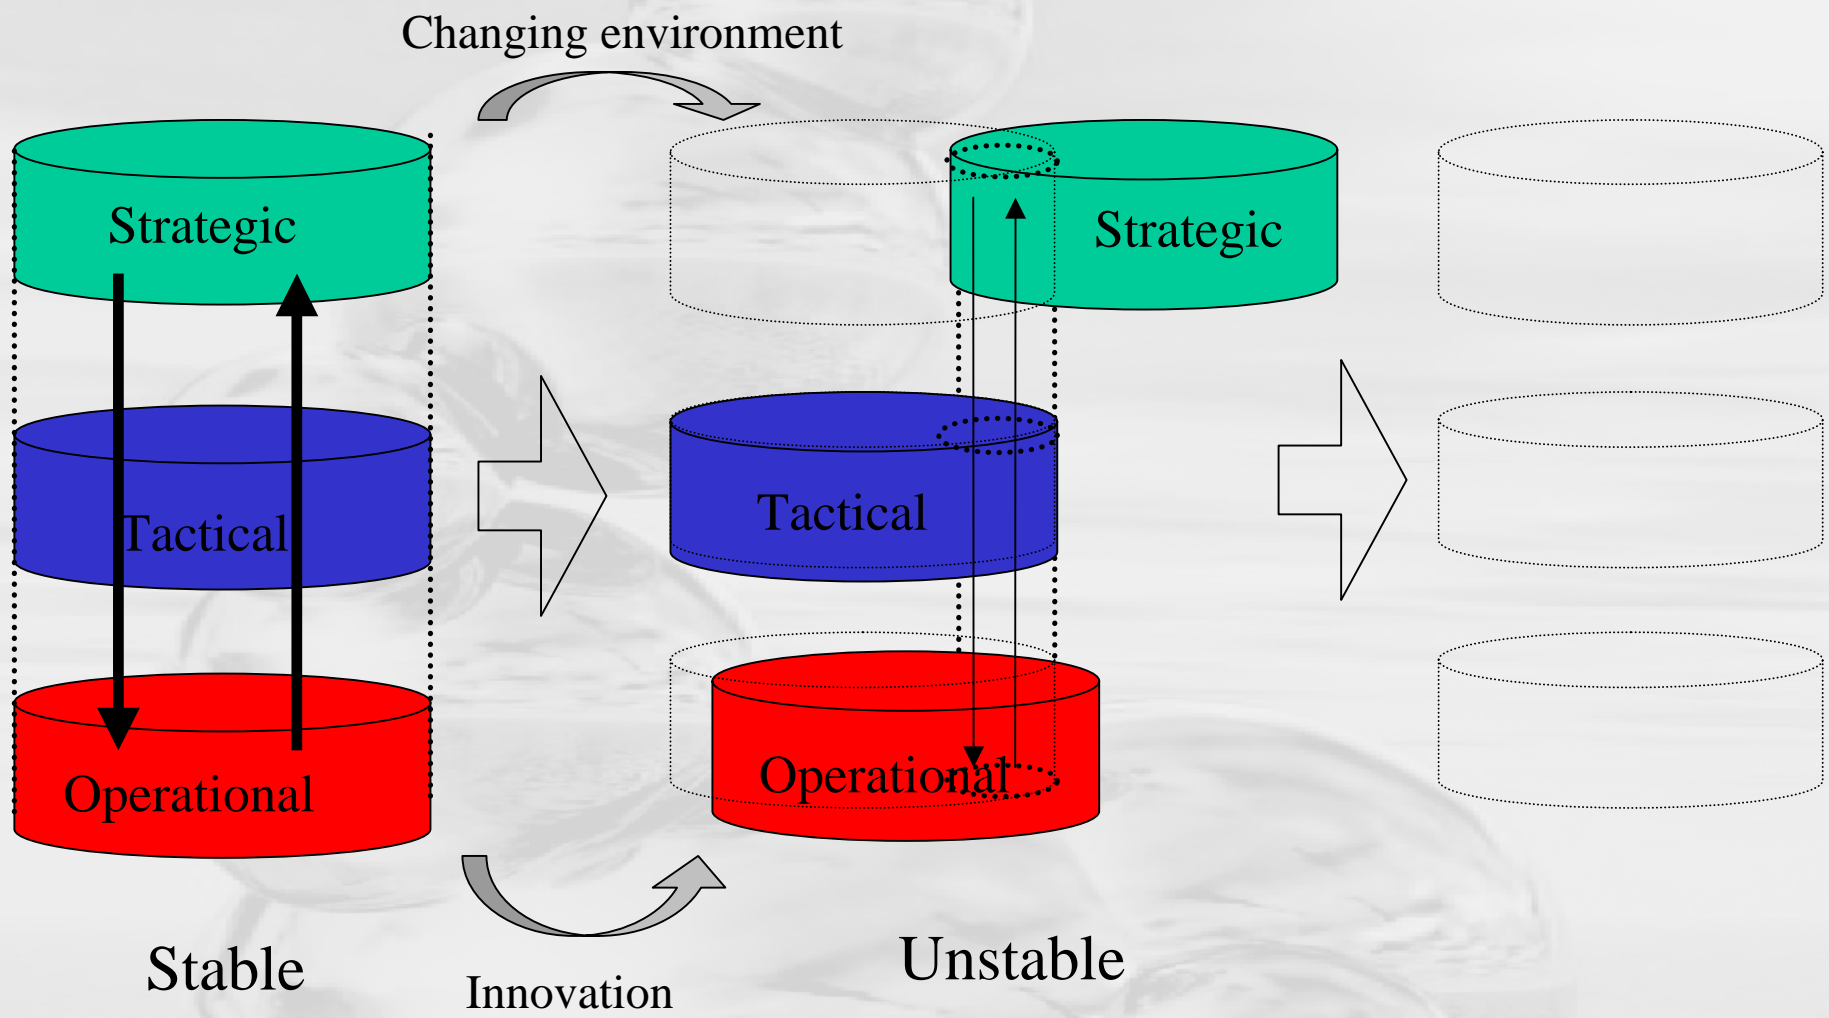 Changing environment
Strategic
Strategic
Tactical
Tactical
Operational
Operational
Stable
Unstable
Innovation